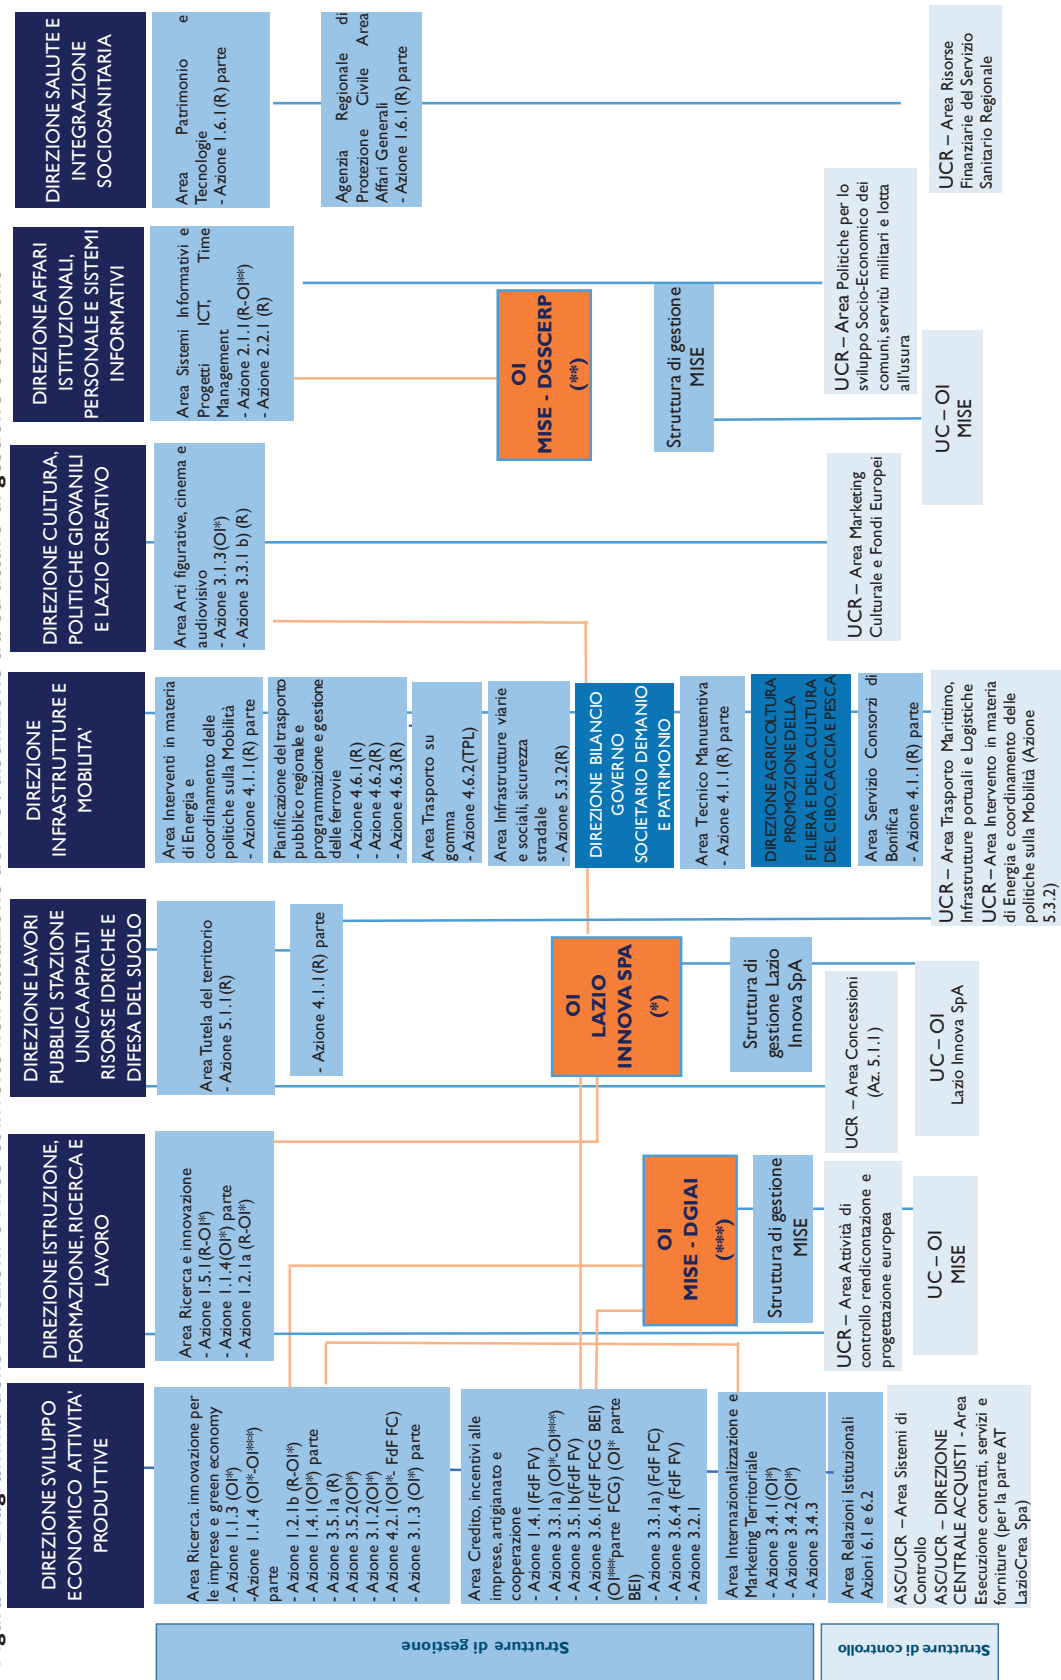 DIREZIONE SVILUPPO
ECONOMICO ATTIVITA'
PRODUTTIVE
DIREZIONE ISTRUZIONE,
FORMAZIONE, RICERCA E
LAVORO
DIREZIONE LAVORI
PUBBLICI STAZIONE
UNICA APPALTI
RISORSE IDRICHE E
DIFESA DEL SUOLO
DIREZIONE
INFRASTRUTTURE E
MOBILITA'
DIREZIONE CULTURA,
POLITICHE GIOVANILI
E LAZIO CREATIVO
DIREZIONE AFFARI
ISTITUZIONALI,
PERSONALE E SISTEMI
INFORMATIVI
DIREZIONE SALUTE E
INTEGRAZIONE
SOCIOSANITARIA
Strutture di gestione
Area Ricerca. innovazione per
le imprese e green economy
- Azione 1.1.3 (OI*)
-Azione 1.1.4 (OI*-OI***)
parte
- Azione 1.2.1b (R-OI*)
- Azione 1.4.1(OI*) parte
- Azione 3.5.1a (R)
- Azione 3.5.2(OI*)
- Azione 3.1.2(OI*)
- Azione 4.2.1(OI*- FdF FC)
- Azione 3.1.3 (OI*) parte
Area Credito, incentivi alle
imprese, artigianato e
cooperazione
- Azione 1.4.1(FdF FV)
- Azione 3.3.1a) (OI*-OI***)
- Azione 3.5.1b(FdF FV)
- Azione 3.6.1(FdF FCG BEI)
(OI***parte FCG) (OI* parte
BEI)
- Azione 3.3.1a) (FdF FC)
- Azione 3.6.4 (FdF FV)
- Azione 3.2.1
Area Internazionalizzazione e
Marketing Territoriale
- Azione 3.4.1(OI*)
- Azione 3.4.2(OI*)
- Azione 3.4.3
Area Relazioni Istituzionali
Azioni 6.1 e 6.2
Area Ricerca e innovazione
- Azione 1.5.1(R-OI*)
- Azione 1.1.4(OI*) parte
- Azione 1.2.1a (R-OI*)
OI
MISE - DGIAI
(***)
Struttura di gestione
MISE
Area Tutela del territorio
- Azione 5.1.1(R)
- Azione 4.1.1(R) parte
OI
LAZIO
INNOVA SPA
(*)
Struttura di
gestione Lazio
Innova SpA
Area Interventi in materia
di Energia e
coordinamento delle
politiche sulla Mobilità
- Azione 4.1.1(R) parte
Pianificazione del trasporto
pubblico regionale e
programmazione e gestione
delle ferrovie
- Azione 4.6.1(R)
- Azione 4.6.2(R)
- Azione 4.6.3(R)
Area Trasporto su
gomma
- Azione 4.6.2(TPL)
Area Infrastrutture viarie
e sociali, sicurezza
stradale
- Azione 5.3.2(R)
DIREZIONE BILANCIO
GOVERNO
SOCIETARIO DEMANIO
E PATRIMONIO
Area Tecnico Manutentiva
- Azione 4.1.1(R) parte
DIREZIONE AGRICOLTURA
PROMOZIONE DELLA
FILIERA E DELLA CULTURA
DEL CIBO, CACCIA E PESCA
Area Servizio Consorzi di
Bonifica
- Azione 4.1.1(R) parte
Area Arti figurative, cinema e
audiovisivo
- Azione 3.1.3(OI*)
- Azione 3.3.1 b) (R)
Area Sistemi Informativi e
Progetti ICT, Time
Management
- Azione 2.1.1(R-OI**)
- Azione 2.2.1 (R)
OI
MISE - DGSCERP
(**)
Struttura di gestione
MISE
Area Patrimonio e
Tecnologie
- Azione 1.6.1(R) parte
Agenzia Regionale di
Protezione Civile Area
Affari Generali
- Azione 1.6.1(R) parte
Strutture di controllo
ASC/UCR –Area Sistemi di
Controllo
ASC/UCR – DIREZIONE
CENTRALE ACQUISTI -Area
Esecuzione contratti, servizi e
forniture (per la parte AT
LazioCrea Spa)
UCR – Area Attività di
controllo rendicontazione e
progettazione europea
UC – OI
MISE
UCR – Area Concessioni
(Az. 5.1.1)
UC – OI
Lazio Innova SpA
UCR – Area Trasporto Marittimo,
Infrastrutture portuali e Logistiche
UCR – Area Intervento in materia
di Energia e coordinamento delle
politiche sulla Mobilità (Azione
5.3.2)
UCR – Area Marketing
Culturale e Fondi Europei
UCR – Area Politiche per lo
sviluppo Socio-Economico dei
comuni, servitù militari e lotta
all'usura
UC – OI
MISE
UCR – Area Risorse
Finanziarie del Servizio
Sanitario Regionale